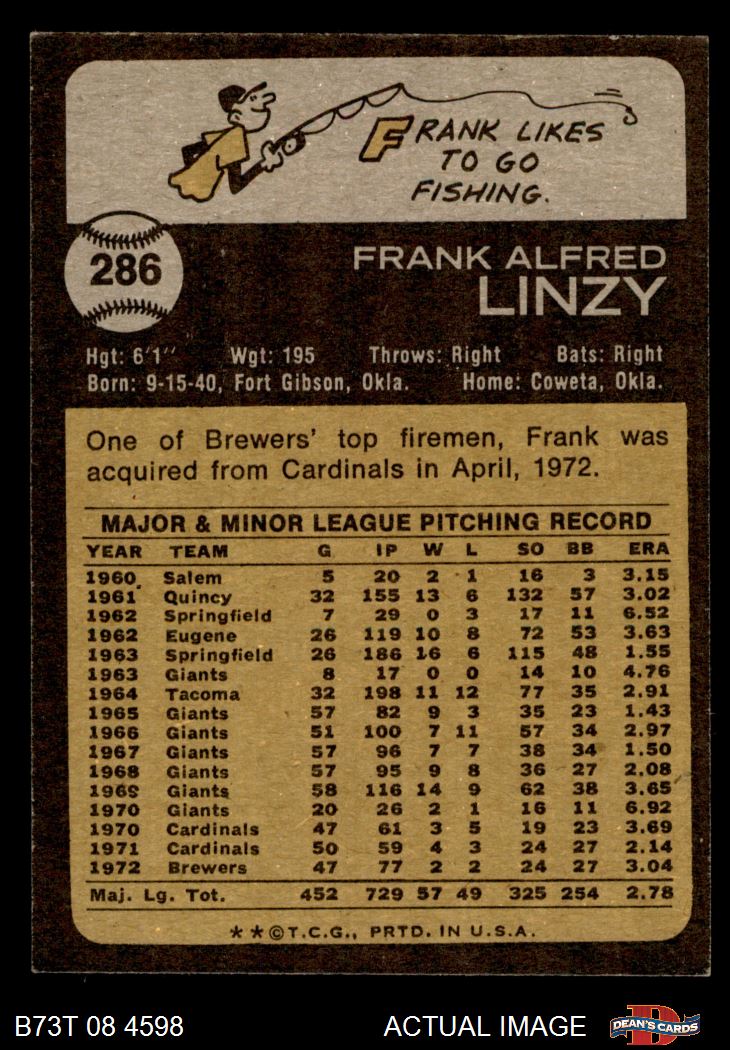 FRANK LIKES
TO GO
FISHING.
286
FRANK ALFRED
LINZY
Hgt: 6'1" Wgt: 195 Throws: Right Bats: Right
Born: 9-15-40, Fort Gibson, Okla. Home: Coweta, Okla.
One of Brewers' top firemen, Frank was
acquired from Cardinals in April, 1972.
MAJOR & MINOR LEAGUE PITCHING RECORD
YEAR TEAM G IP W L SO BB ERA
1960 Salem 5 20 2 1 16 3 3.15
1961 Quincy 32 155 13 6 132 57 3.02
1962 Springfield 7 29 0 3 17 11 6.52
1962 Eugene 26 119 10 8 72 53 3.63
1963 Springfield 26 186 16 6 115 48 1.55
1963 Giants 8 17 0 0 14 10 4.76
1964 Tacoma 32 198 11 12 77 35 2.91
1965 Giants 57 82 9 3 35 23 1.43
1966 Giants 51 100 7 11 57 34 2.97
1967 Giants 57 96 7 7 38 34 1.50
1968 Giants 57 95 9 8 36 27 2.08
1969 Giants 58 116 14 9 62 38 3.65
1970 Giants 20 26 2 1 16 11 6.92
1970 Cardinals 47 61 3 5 19 23 3.69
1971 Cardinals 50 59 4 3 24 27 2.14
1972 Brewers 47 77 2 2 24 27 3.04
Maj. Lg. Tot. 452 729 57 49 325 254 2.78
**©T.C.G., PRTD. IN U.S.A.
B73T 08 4598 ACTUAL IMAGE
DEAN'S CARDS